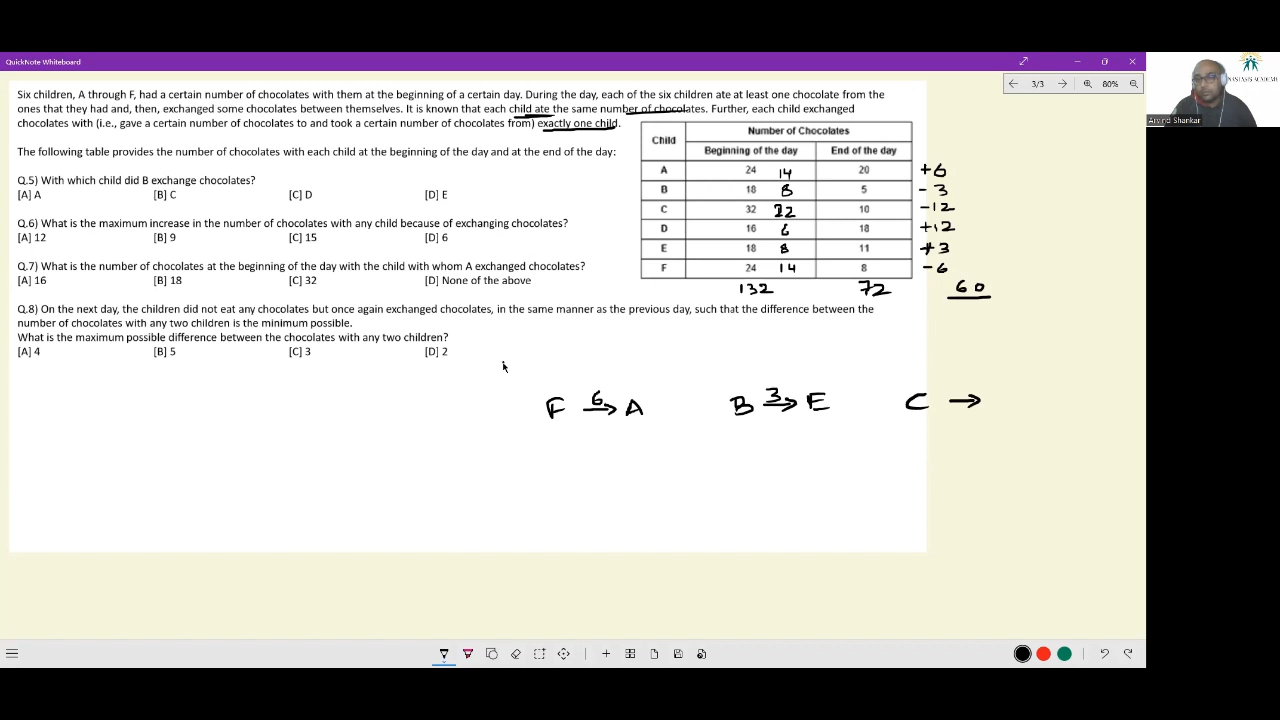 QuickNote Whiteboard
3/3
80%
Arvind Shankar
Six children, A through F, had a certain number of chocolates with them at the beginning of a certain day. During the day, each of the six children ate at least one chocolate from the
ones that they had and, then, exchanged some chocolates between themselves. It is known that each child ate the same number of chocolates. Further, each child exchanged
chocolates with (i.e., gave a certain number of chocolates to and took a certain number of chocolates from) exactly one child.
The following table provides the number of chocolates with each child at the beginning of the day and at the end of the day:
Child Number of Chocolates
Beginning of the day End of the day
A 24 14 20 +6
B 18 8 5 -3
C 32 22 10 -12
D 16 6 18 +12
E 18 8 11 +3
F 24 14 8 -6
132 72 60
Q.5) With which child did B exchange chocolates?
[A] A [B] C [C] D [D] E
Q.6) What is the maximum increase in the number of chocolates with any child because of exchanging chocolates?
[A] 12 [B] 9 [C] 15 [D] 6
Q.7) What is the number of chocolates at the beginning of the day with the child with whom A exchanged chocolates?
[A] 16 [B] 18 [C] 32 [D] None of the above
Q.8) On the next day, the children did not eat any chocolates but once again exchanged chocolates, in the same manner as the previous day, such that the difference between the
number of chocolates with any two children is the minimum possible.
What is the maximum possible difference between the chocolates with any two children?
[A] 4 [B] 5 [C] 3 [D] 2
F 6→ A B 3→ E C →